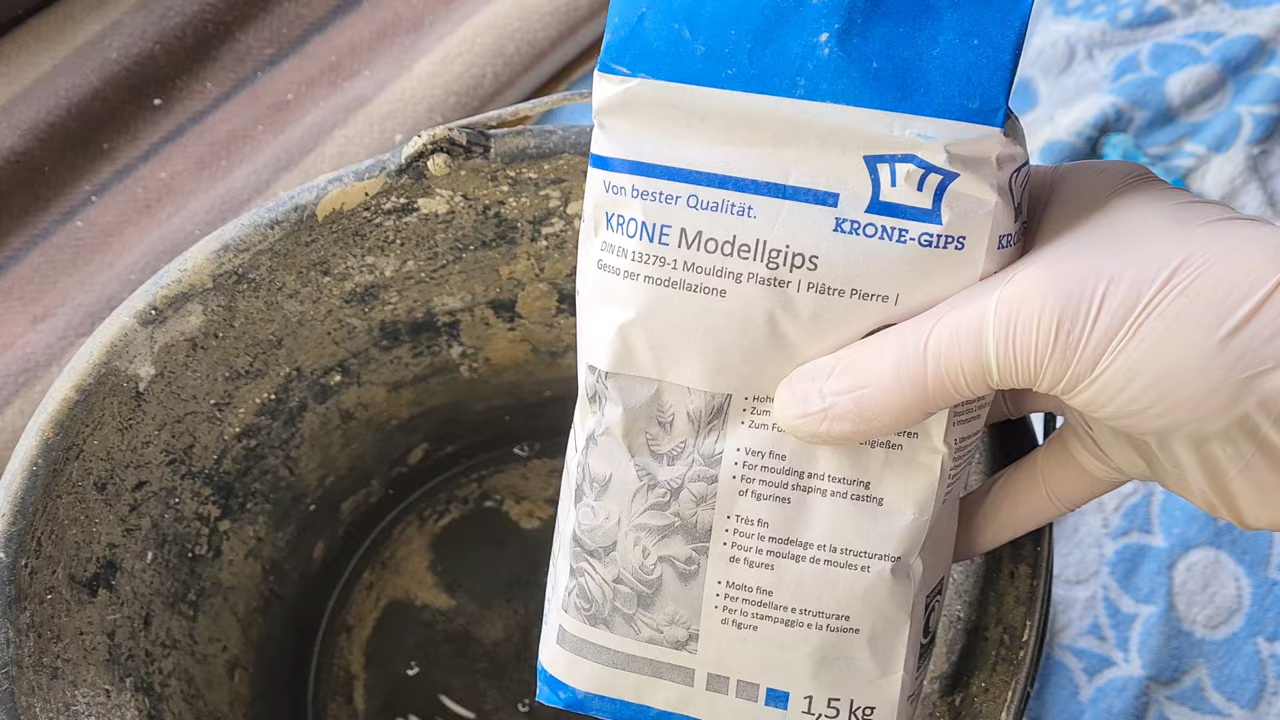 Von bester Qualität.
KRONE-GIPS
KRONE Modellgips
DIN EN 13279-1 Moulding Plaster | Plâtre Pierre |
Gesso per modellazione
Zum
• Very fine
• For moulding and texturing
• For mould shaping and casting
of figurines
• Très fin
• Pour le modelage et la structuration
• Pour le moulage de moules et
de figures
• Molto fine
• Per modellare e strutturare
• Per lo stampaggio e la fusione
di figure
1,5 kg